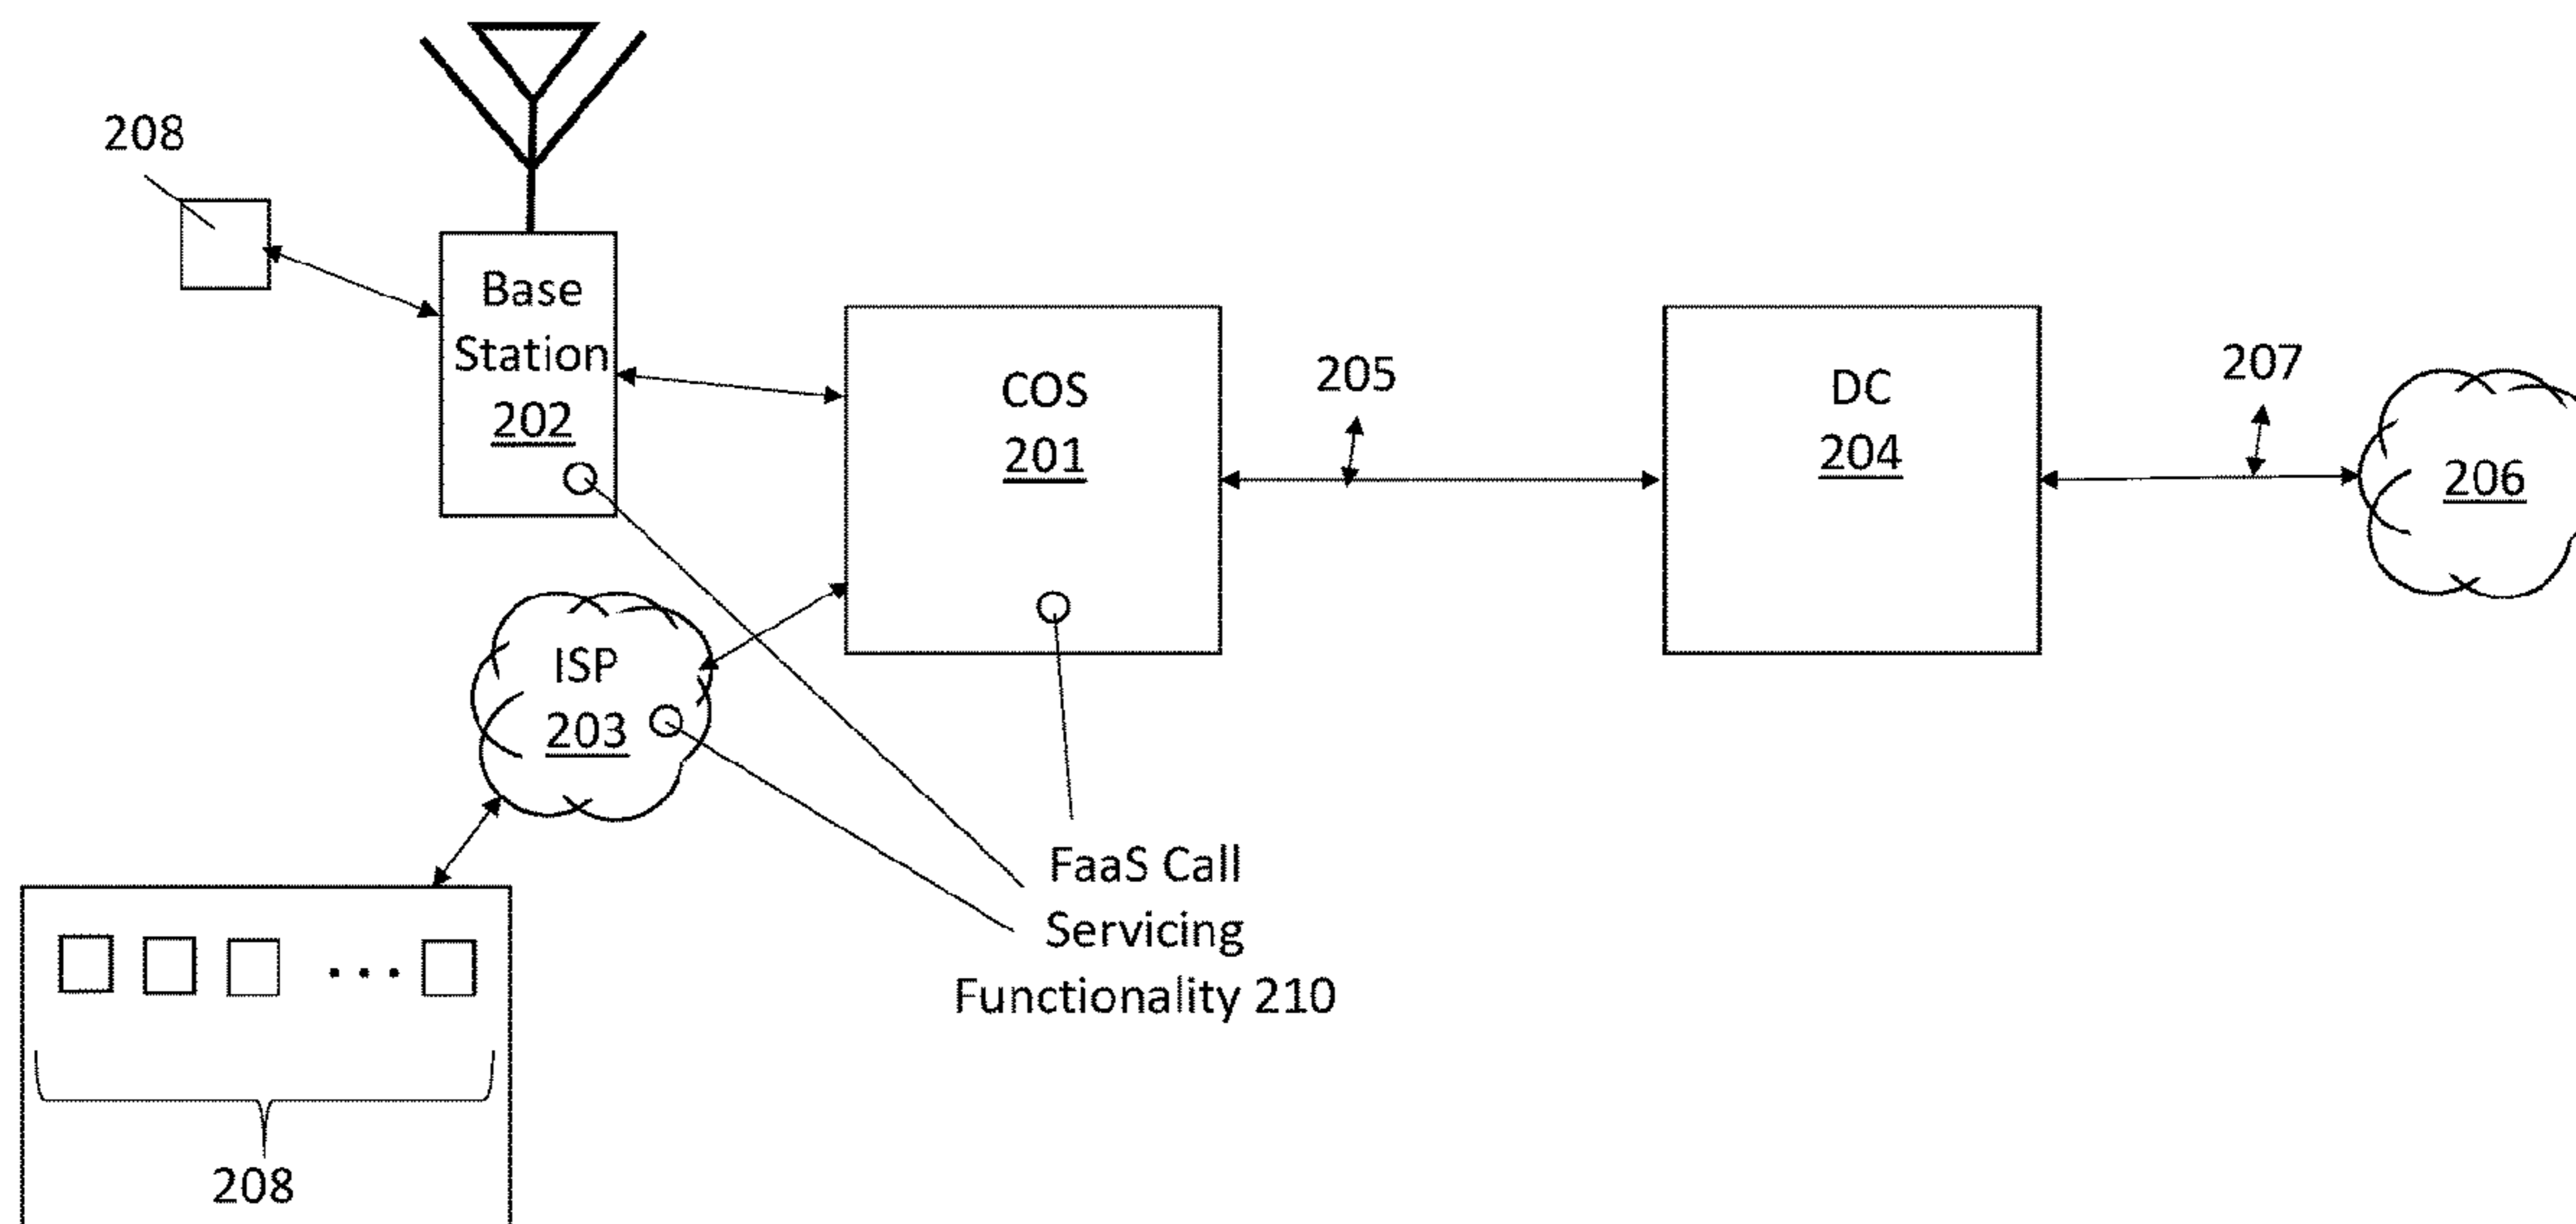 208
Base
Station
202
COS
201
205
DC
204
207
206
ISP
203
FaaS Call
Servicing
Functionality 210
208